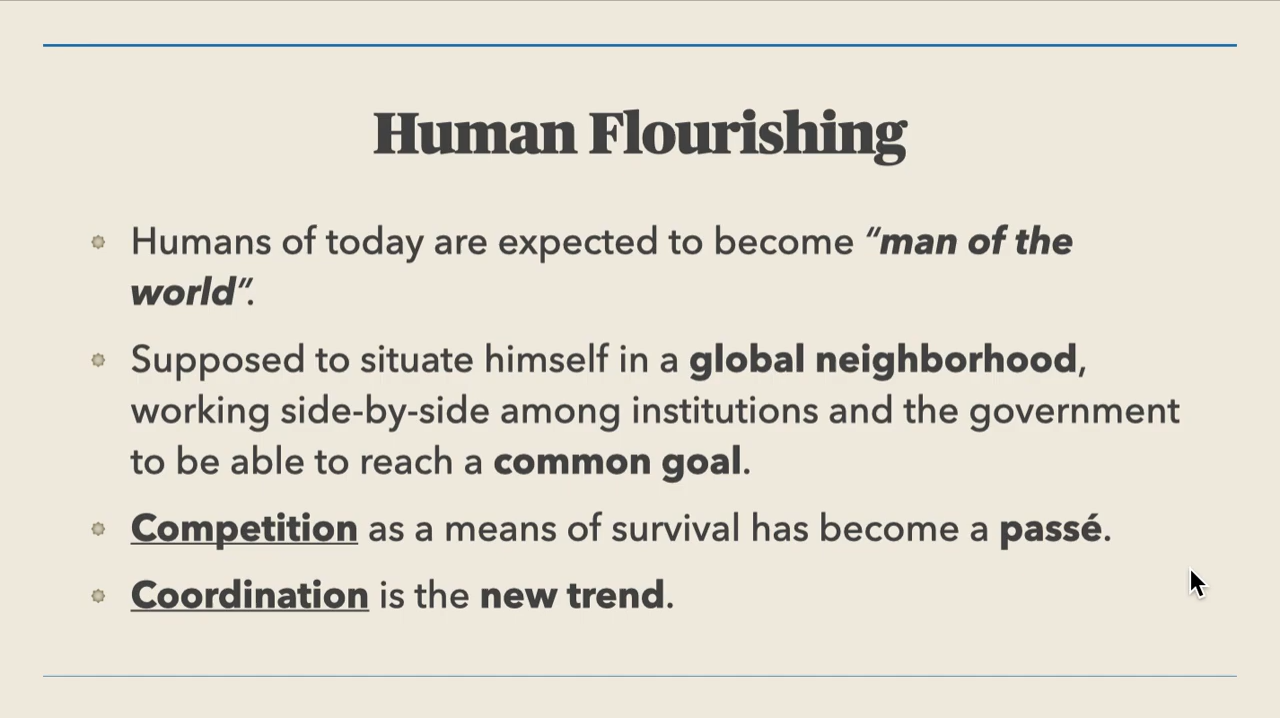 Human Flourishing
Humans of today are expected to become “man of the
world”.
Supposed to situate himself in a global neighborhood,
working side-by-side among institutions and the government
to be able to reach a common goal.
Competition as a means of survival has become a passé.
Coordination is the new trend.